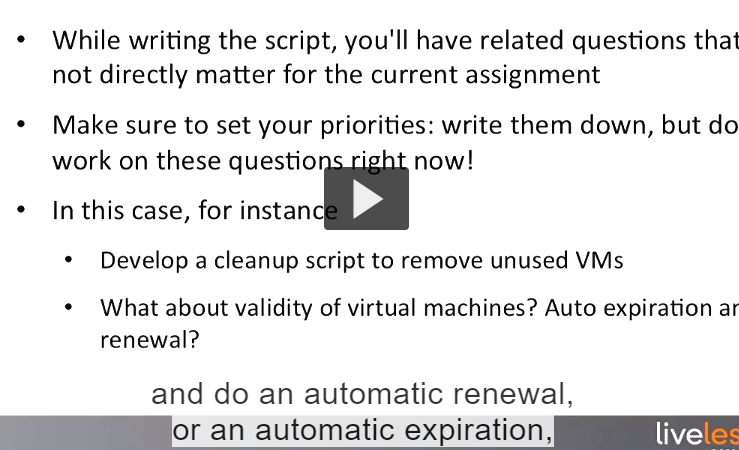 • While writing the script, you'll have related questions that
not directly matter for the current assignment
• Make sure to set your priorities: write them down, but do
work on these questions right now!
• In this case, for instance
• Develop a cleanup script to remove unused VMs
• What about validity of virtual machines? Auto expiration
renewal?
and do an automatic renewal,
or an automatic expiration,
liveles